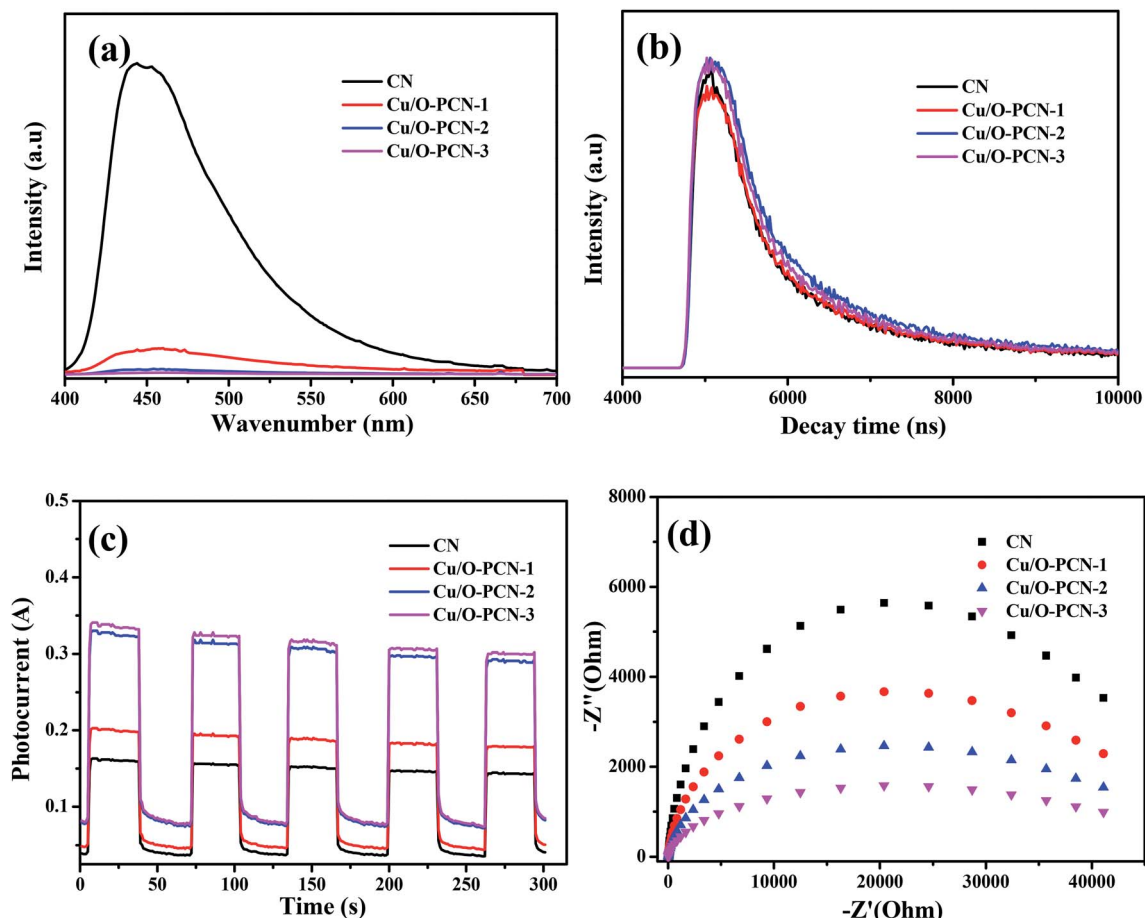 (a)
CN
Cu/O-PCN-1
Cu/O-PCN-2
Cu/O-PCN-3
Intensity (a.u)
400 450 500 550 600 650 700
Wavenumber (nm)
(b)
CN
Cu/O-PCN-1
Cu/O-PCN-2
Cu/O-PCN-3
Intensity (a.u)
4000 6000 8000 10000
Decay time (ns)
(c)
CN
Cu/O-PCN-1
Cu/O-PCN-2
Cu/O-PCN-3
Photocurrent (A)
0.5
0.4
0.3
0.2
0.1
0 50 100 150 200 250 300
Time (s)
(d)
CN
Cu/O-PCN-1
Cu/O-PCN-2
Cu/O-PCN-3
-Z''(Ohm)
8000
6000
4000
2000
0
0 10000 20000 30000 40000
-Z'(Ohm)